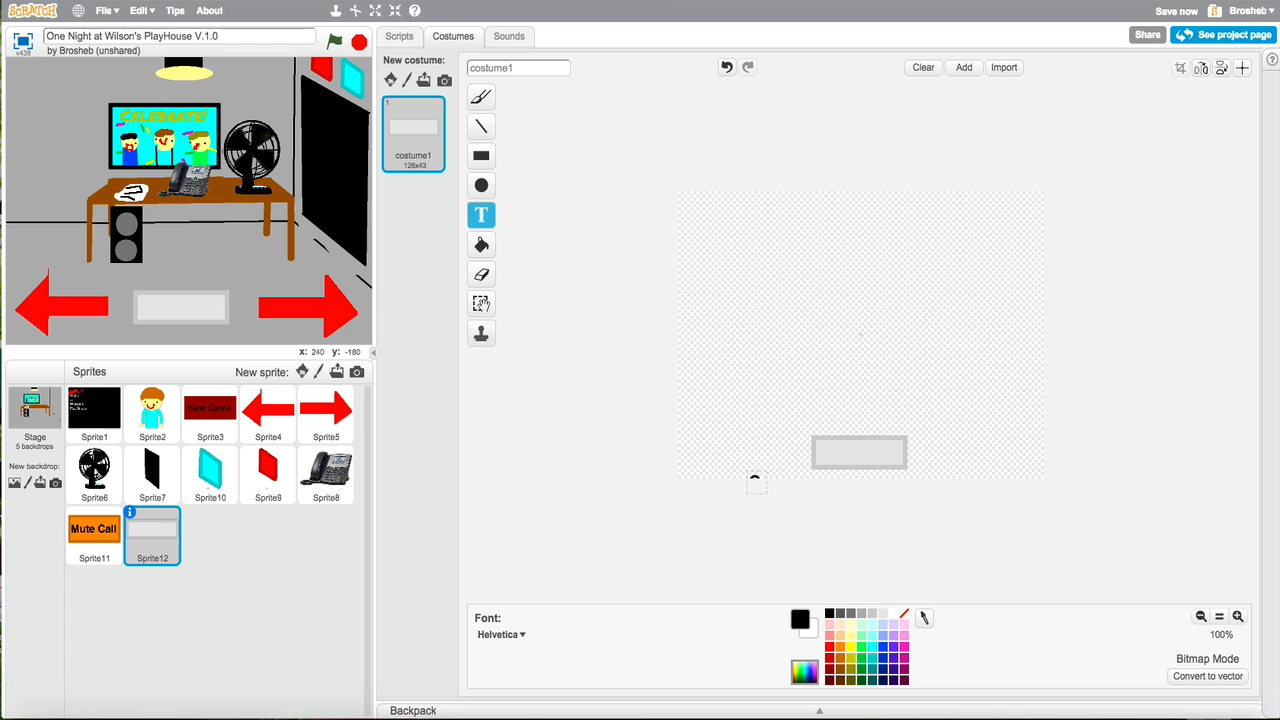 SCRATCH File▾ Edit▾ Tips About Save now Brosheb▾
v438 One Night at Wilson's PlayHouse V.1.0
by Brosheb (unshared)
Scripts Costumes Sounds Share See project page
New costume: costume1 Clear Add Import
1
costume1
126x43
CELEBRATE!
x: 240 y: -180
Sprites New sprite:
Stage
5 backdrops
New backdrop:
New Game
Sprite1 Sprite2 Sprite3 Sprite4 Sprite5
Sprite6 Sprite7 Sprite10 Sprite9 Sprite8
Mute Call
Sprite11 Sprite12
T
Font:
Helvetica▾
100%
Bitmap Mode
Convert to vector
Backpack